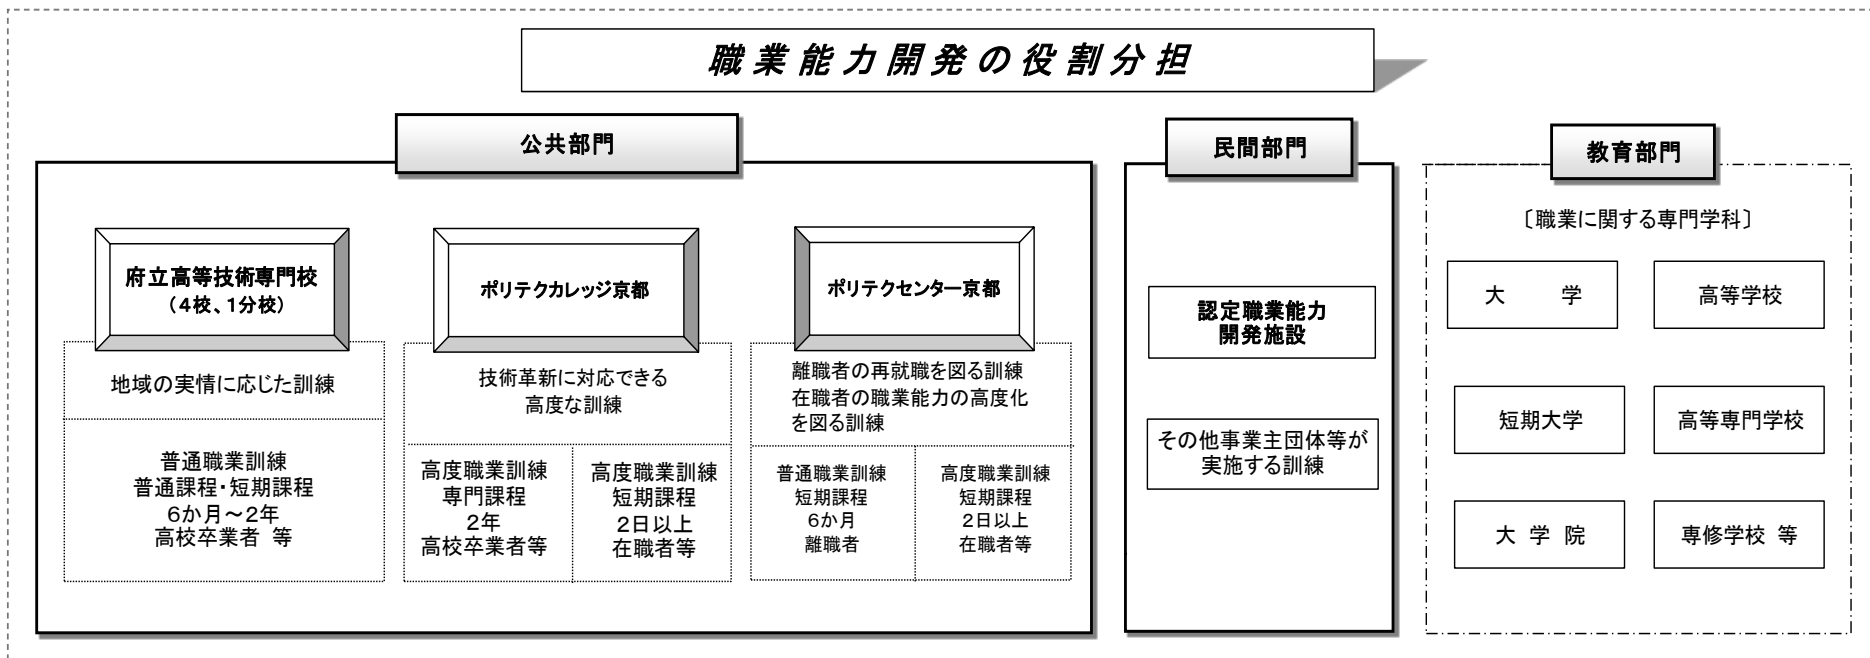 職業能力開発の役割分担
公共部門
府立高等技術専門校
（４校、１分校）
地域の実情に応じた訓練
普通職業訓練
普通課程・短期課程
６か月～２年
高校卒業者 等
ポリテクカレッジ京都
技術革新に対応できる
高度な訓練
高度職業訓練
専門課程
２年
高校卒業者等
高度職業訓練
短期課程
２日以上
在職者等
ポリテクセンター京都
離職者の再就職を図る訓練
在職者の職業能力の高度化
を図る訓練
普通職業訓練
短期課程
６か月
離職者
高度職業訓練
短期課程
２日以上
在職者等
民間部門
認定職業能力
開発施設
その他事業主団体等が
実施する訓練
教育部門
〔職業に関する専門学科〕
大　　学
高等学校
短期大学
高等専門学校
大 学 院
専修学校 等